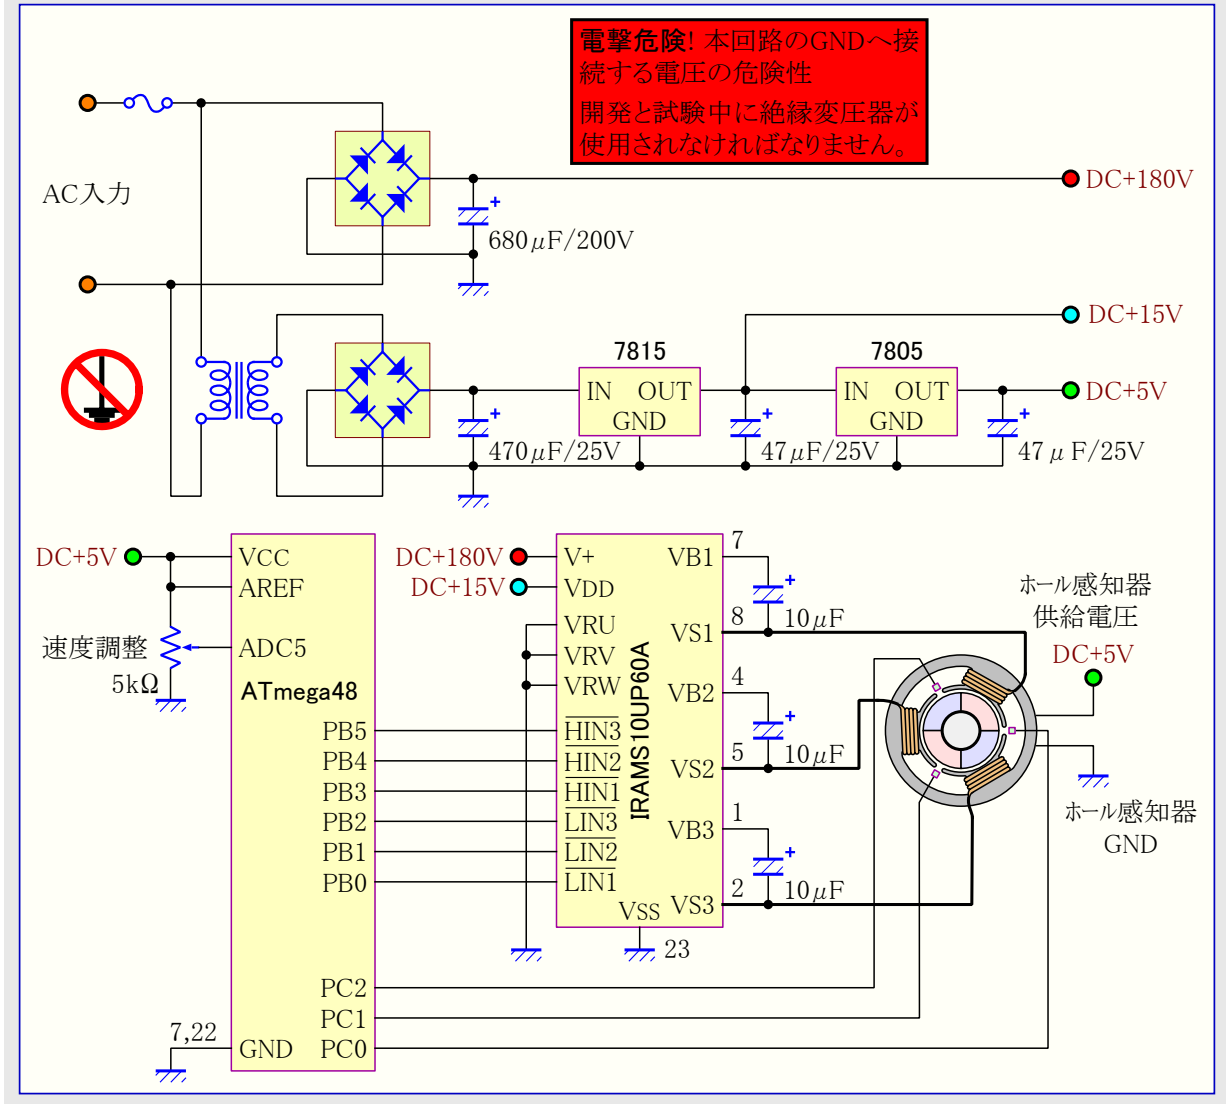 電撃危険! 本回路のGNDへ接
続する電圧の危険性
開発と試験中に絶縁変圧器が
使用されなければなりません。
AC入力
DC+180V
+
680μF/200V
DC+15V
7815
7805
IN OUT
GND
IN OUT
GND
DC+5V
+
470μF/25V
+
47μF/25V
+
47μF/25V
DC+5V
VCC
AREF
速度調整
5kΩ
ADC5
ATmega48
PB5
PB4
PB3
PB2
PB1
PB0
PC2
PC1
PC0
7,22
GND
DC+180V
DC+15V
V+
VDD
VRU
VRV
VRW
HIN3
HIN2
HIN1
LIN3
LIN2
LIN1
IRAMS10UP60A
VB1
7
VS1
8
+
10μF
VB2
4
VS2
5
+
10μF
VB3
1
VS3
2
+
10μF
VSS
23
ホール感知器
供給電圧
DC+5V
ホール感知器
GND